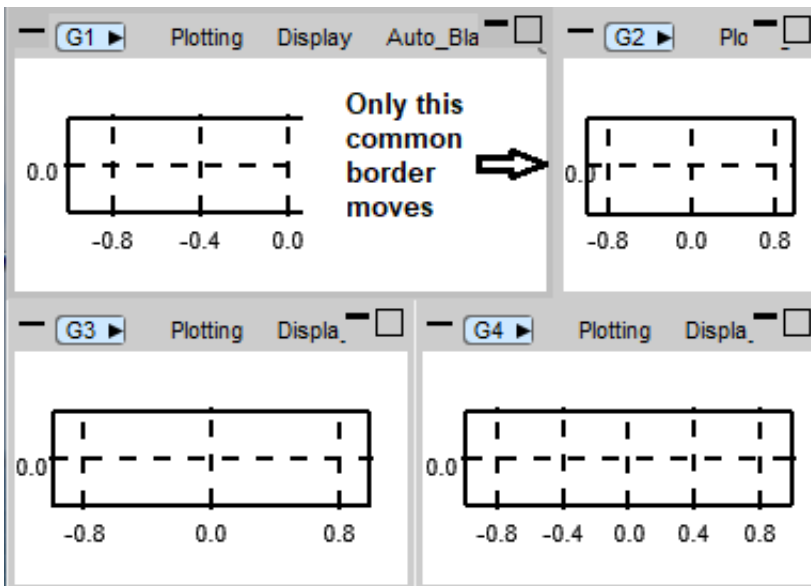 G1 ▶ Plotting Display Auto_Bla
G2 ▶ Plo
Only this
common
border
moves
0.0
-0.8 -0.4 0.0
0.0
-0.8 0.0 0.8
G3 ▶ Plotting Displa
G4 ▶ Plotting Displa
0.0
-0.8 0.0 0.8
0.0
-0.8 -0.4 0.0 0.4 0.8